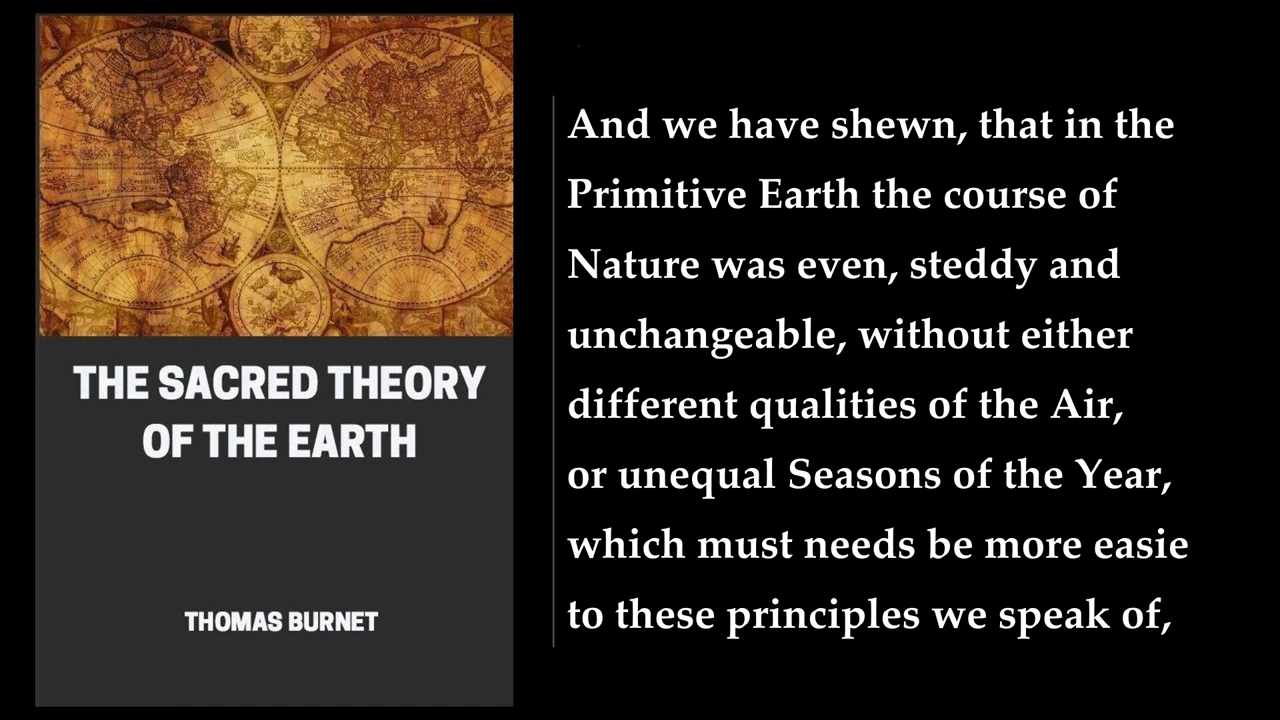 THE SACRED THEORY
OF THE EARTH
THOMAS BURNET
And we have shewn, that in the
Primitive Earth the course of
Nature was even, steddy and
unchangeable, without either
different qualities of the Air,
or unequal Seasons of the Year,
which must needs be more easie
to these principles we speak of,